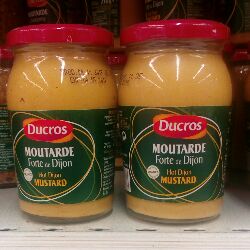 Ducros
MOUTARDE
Forte de Dijon
Hot Dijon
MUSTARD
Ducros
MOUTARDE
Forte de Dijon
Hot Dijon
MUSTARD